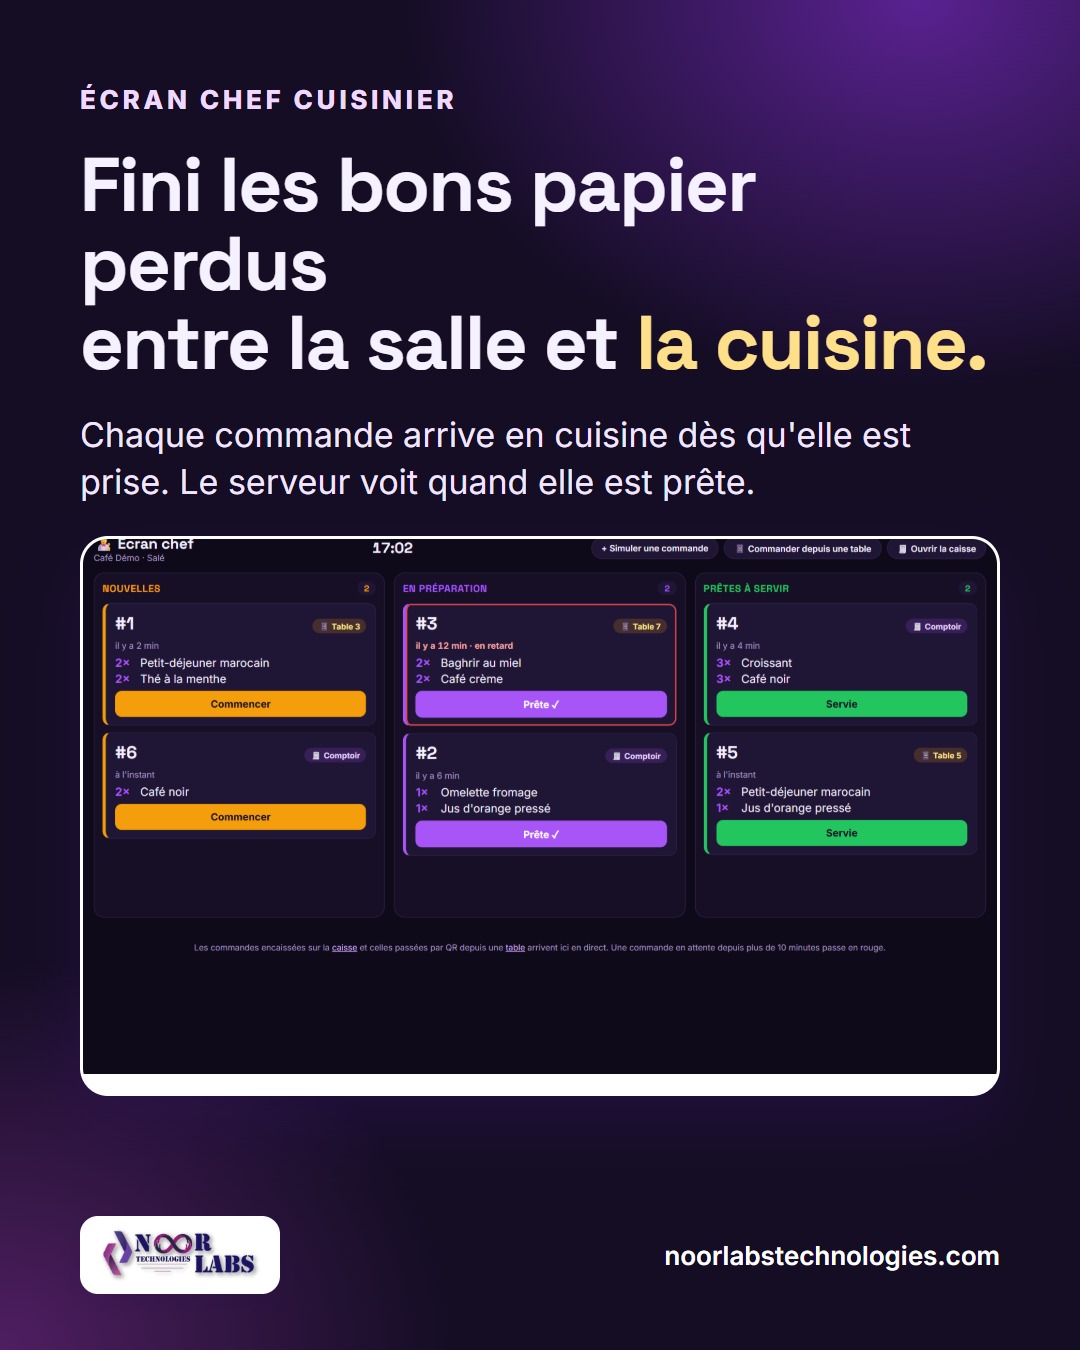 ÉCRAN CHEF CUISINIER
Fini les bons papier
perdus
entre la salle et la cuisine.
Chaque commande arrive en cuisine dès qu'elle est
prise. Le serveur voit quand elle est prête.
Écran chef
Café Démo · Salé
17:02
+ Simuler une commande
Commander depuis une table
Ouvrir la caisse
NOUVELLES 2
#1 Table 3
il y a 2 min
2× Petit-déjeuner marocain
2× Thé à la menthe
Commencer
#6 Comptoir
à l'instant
2× Café noir
Commencer
EN PRÉPARATION 2
#3 Table 7
il y a 12 min · en retard
2× Baghrir au miel
2× Café crème
Prête ✓
#2 Comptoir
il y a 6 min
1× Omelette fromage
1× Jus d'orange pressé
Prête ✓
PRÊTES À SERVIR 2
#4 Comptoir
il y a 4 min
3× Croissant
3× Café noir
Servie
#5 Table 5
à l'instant
2× Petit-déjeuner marocain
1× Jus d'orange pressé
Servie
Les commandes encaissées sur la caisse et celles passées par QR depuis une table arrivent ici en direct. Une commande en attente depuis plus de 10 minutes passe en rouge.
NOOR
TECHNOLOGIES LABS
noorlabstechnologies.com